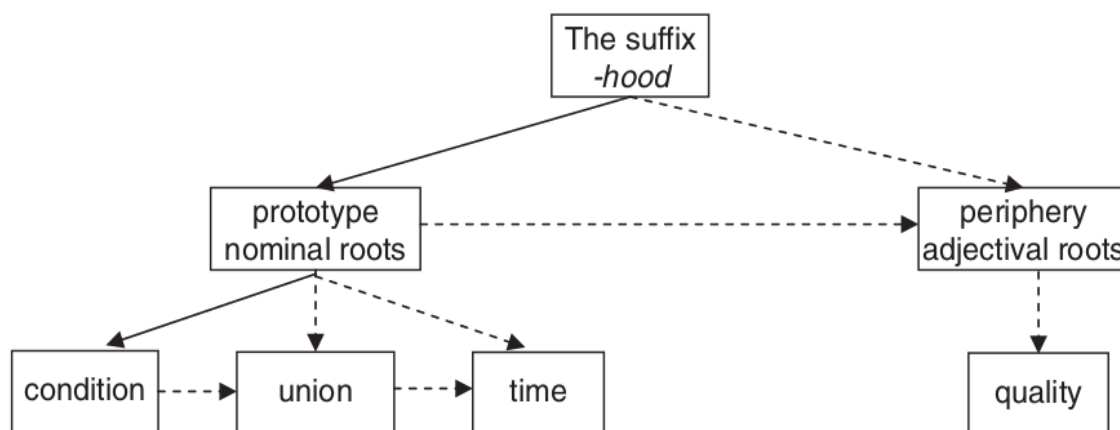 The suffix
-hood
prototype
nominal roots
periphery
adjectival roots
condition
union
time
quality